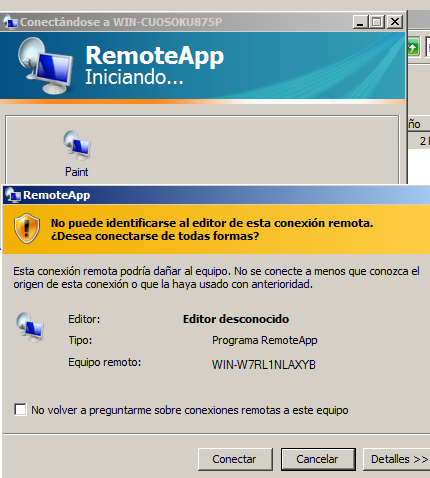 Conectándose a WIN-CUO5OKU875P
RemoteApp
Iniciando...
ño
2
Paint
RemoteApp
No puede identificarse al editor de esta conexión remota.
¿Desea conectarse de todas formas?
Esta conexión remota podría dañar al equipo. No se conecte a menos que conozca el
origen de esta conexión o que la haya usado con anterioridad.
Editor: Editor desconocido
Tipo: Programa RemoteApp
Equipo remoto: WIN-W7RL1NLAXYB
No volver a preguntarme sobre conexiones remotas a este equipo
Conectar Cancelar Detalles >>